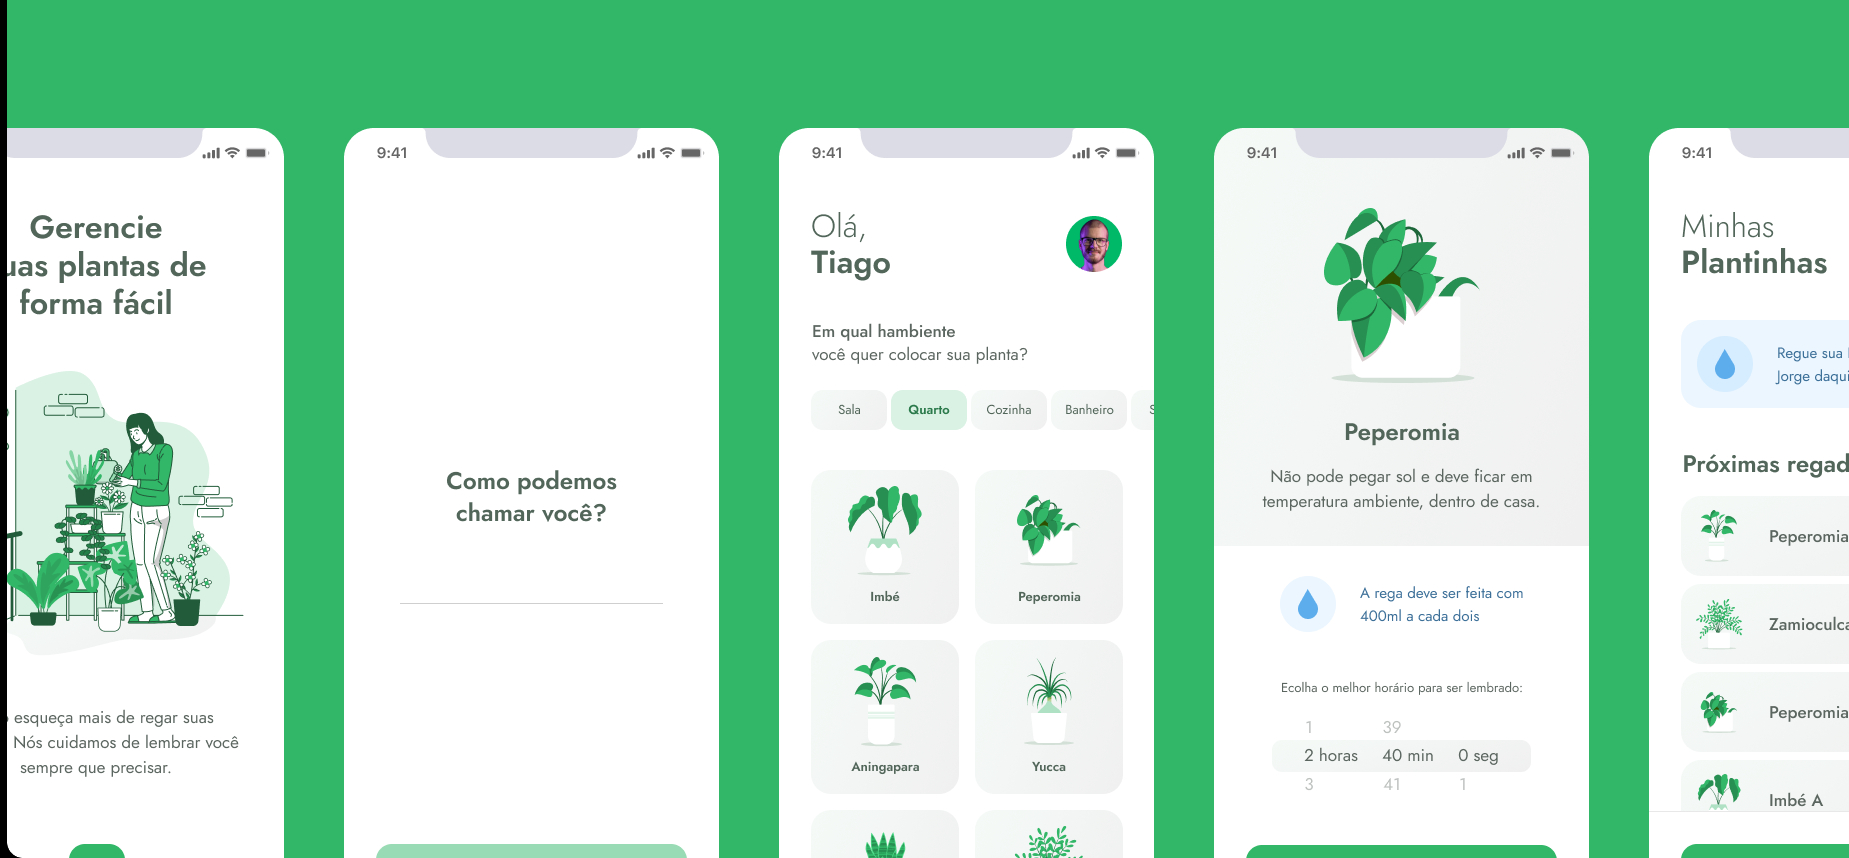 Gerencie
uas plantas de
forma fácil
esqueça mais de regar suas
Nós cuidamos de lembrar você
sempre que precisar.
9:41
Como podemos
chamar você?
9:41
Olá,
Tiago
Em qual hambiente
você quer colocar sua planta?
Sala Quarto Cozinha Banheiro S
Imbé Peperomia
Aningapara Yucca
9:41
Peperomia
Não pode pegar sol e deve ficar em
temperatura ambiente, dentro de casa.
A rega deve ser feita com
400ml a cada dois
Ecolha o melhor horário para ser lembrado:
1 39
2 horas 40 min 0 seg
3 41 1
9:41
Minhas
Plantinhas
Regue sua
Jorge daqui
Próximas regad
Peperomia
Zamioculca
Peperomia
Imbé A